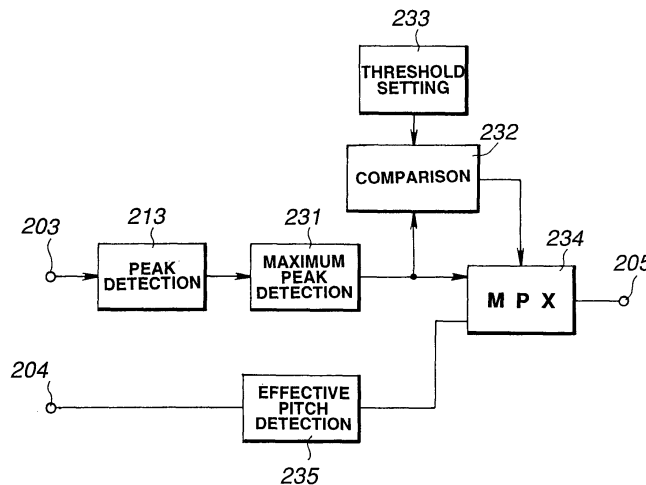 233
THRESHOLD
SETTING
232
COMPARISON
203
213
PEAK
DETECTION
231
MAXIMUM
PEAK
DETECTION
234
M P X
205
204
EFFECTIVE
PITCH
DETECTION
235